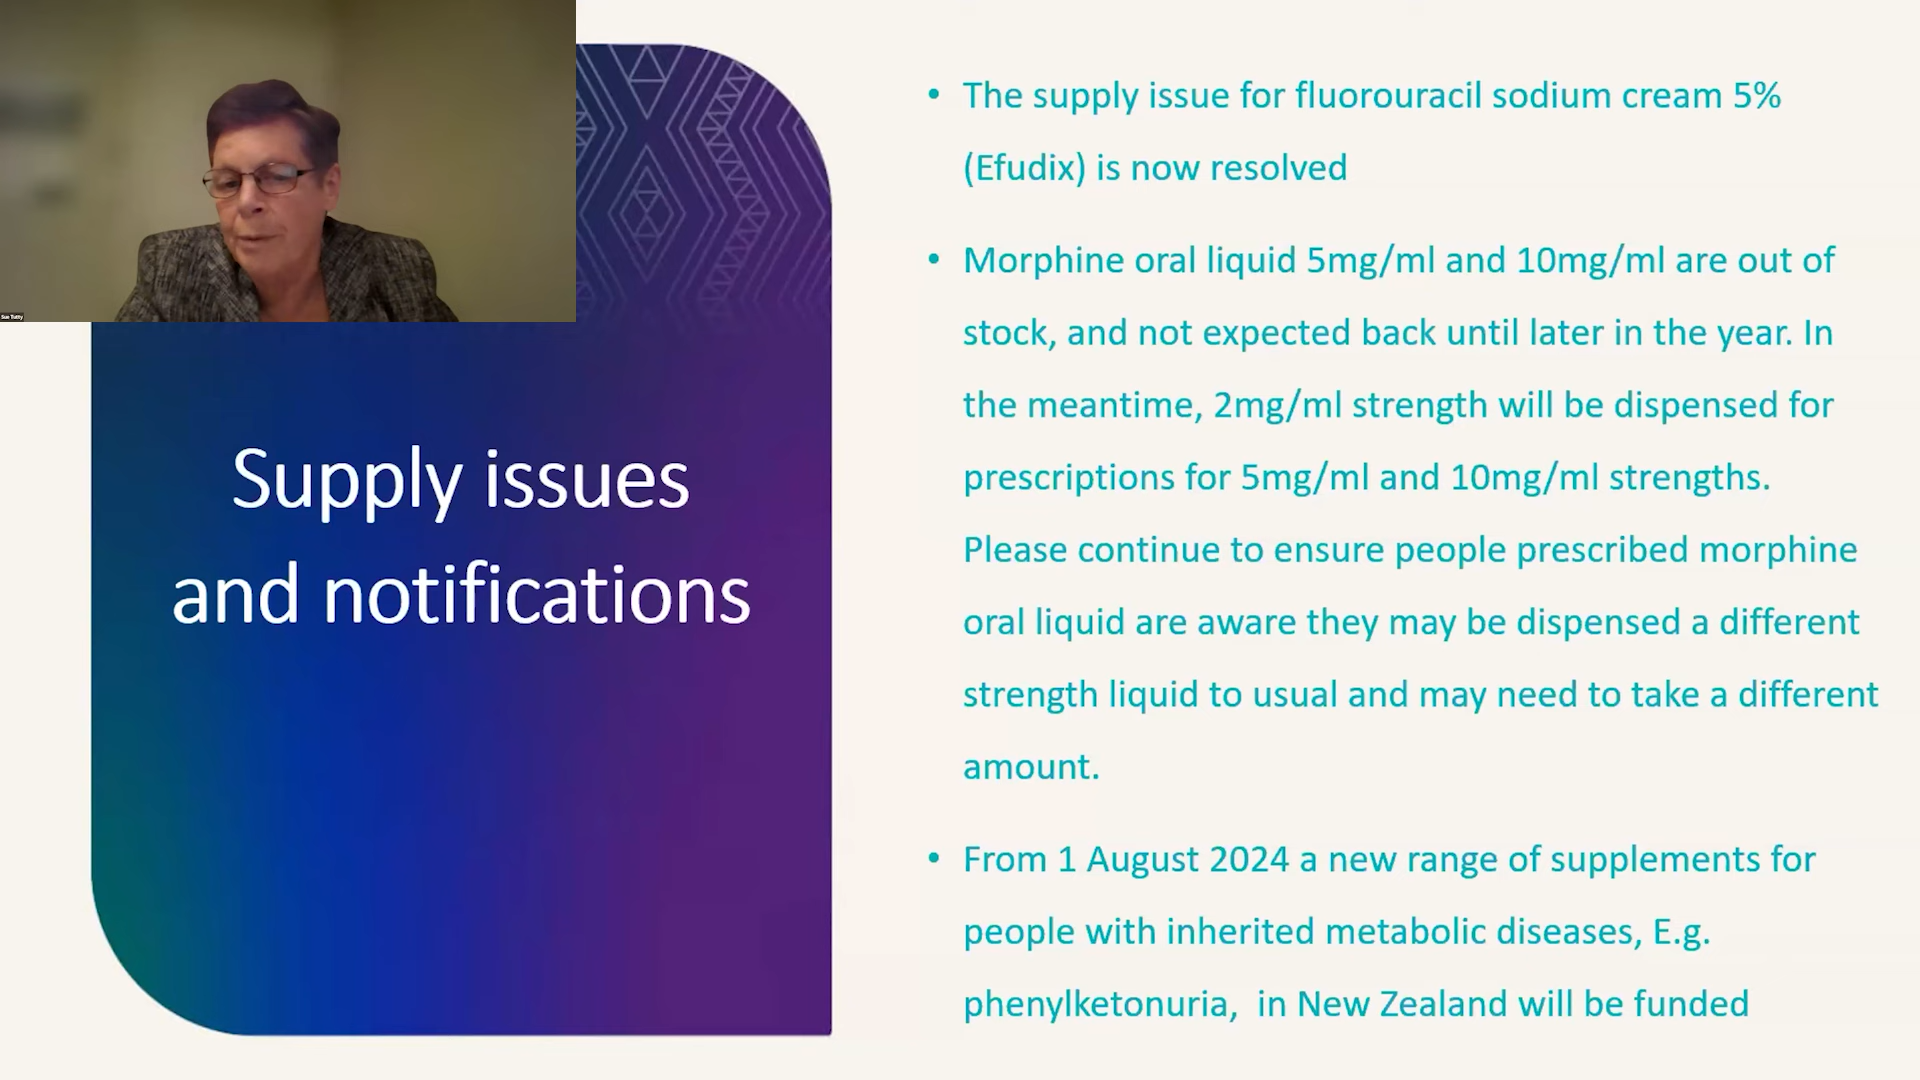 Sue Tutty
Supply issues
and notifications
• The supply issue for fluorouracil sodium cream 5%
(Efudix) is now resolved
• Morphine oral liquid 5mg/ml and 10mg/ml are out of
stock, and not expected back until later in the year. In
the meantime, 2mg/ml strength will be dispensed for
prescriptions for 5mg/ml and 10mg/ml strengths.
Please continue to ensure people prescribed morphine
oral liquid are aware they may be dispensed a different
strength liquid to usual and may need to take a different
amount.
• From 1 August 2024 a new range of supplements for
people with inherited metabolic diseases, E.g.
phenylketonuria,  in New Zealand will be funded